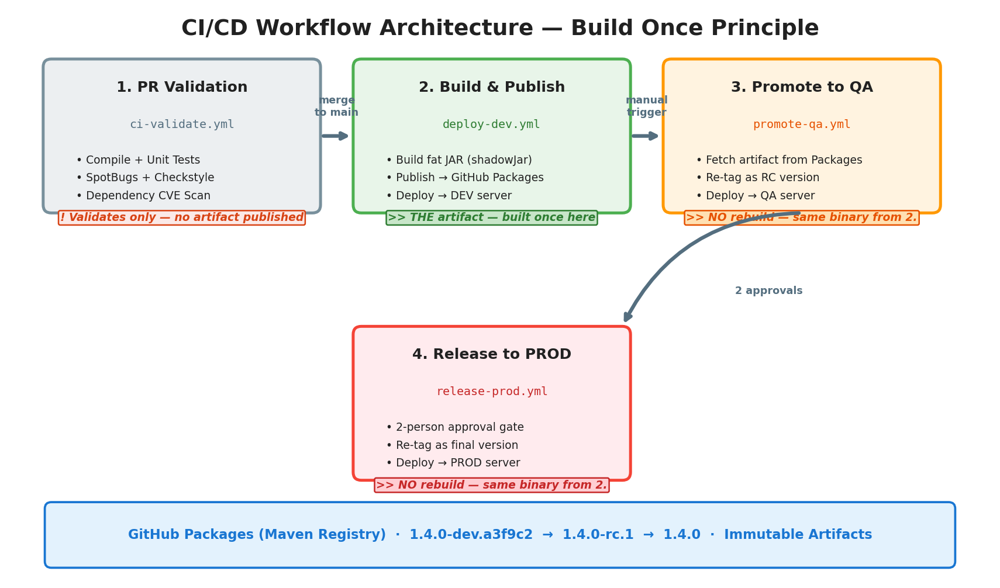 CI/CD Workflow Architecture — Build Once Principle
1. PR Validation
ci-validate.yml
• Compile + Unit Tests
• SpotBugs + Checkstyle
• Dependency CVE Scan
! Validates only — no artifact published
merge
to main
2. Build & Publish
deploy-dev.yml
• Build fat JAR (shadowJar)
• Publish → GitHub Packages
• Deploy → DEV server
>> THE artifact — built once here
manual
trigger
3. Promote to QA
promote-qa.yml
• Fetch artifact from Packages
• Re-tag as RC version
• Deploy → QA server
>> NO rebuild — same binary from 2.
2 approvals
4. Release to PROD
release-prod.yml
• 2-person approval gate
• Re-tag as final version
• Deploy → PROD server
>> NO rebuild — same binary from 2.
GitHub Packages (Maven Registry) · 1.4.0-dev.a3f9c2 → 1.4.0-rc.1 → 1.4.0 · Immutable Artifacts